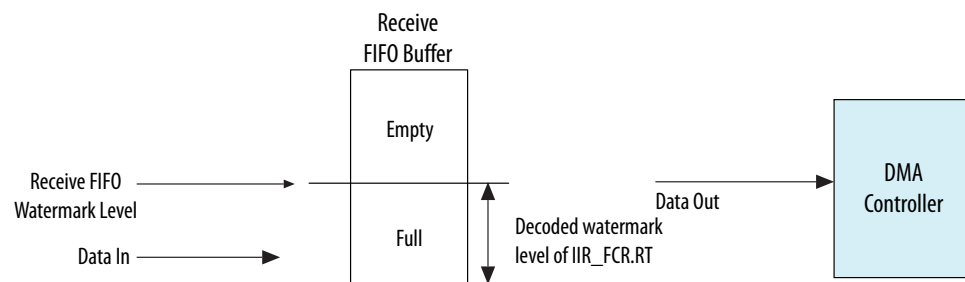 Receive
FIFO Buffer
Empty
Receive FIFO
Watermark Level
Data In
Full
Decoded watermark
level of IIR_FCR.RT
Data Out
DMA
Controller